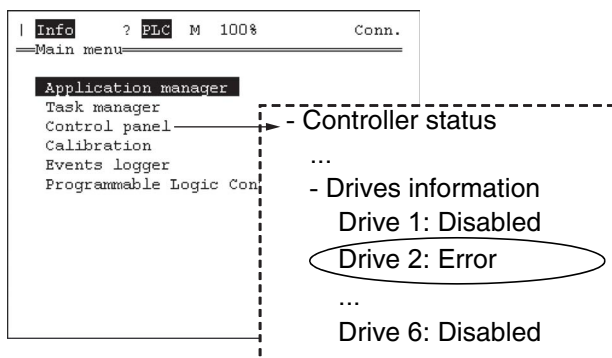 | Info ? PLC M 100% Conn.
Main menu
Application manager
Task manager
Control panel
Calibration
Events logger
Programmable Logic Con
- Controller status
...
- Drives information
Drive 1: Disabled
Drive 2: Error
...
Drive 6: Disabled